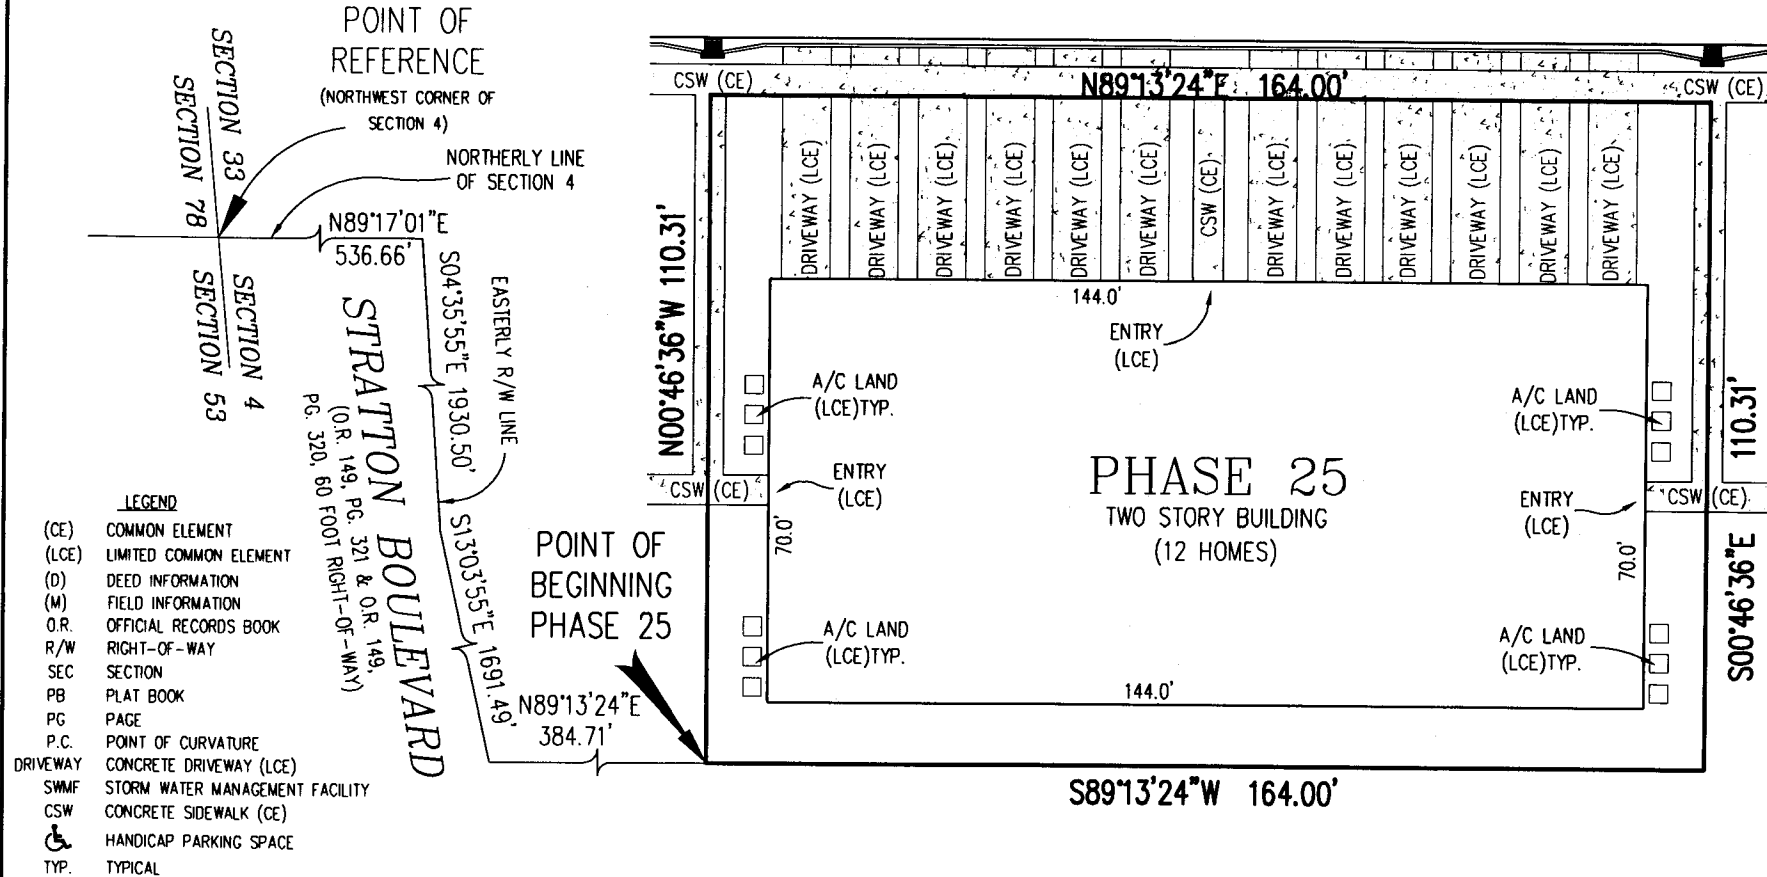 POINT OF
REFERENCE
(NORTHWEST CORNER OF
SECTION 4)
SECTION 33
SECTION 78
SECTION 4
SECTION 53
NORTHERLY LINE
OF SECTION 4
N89°17'01"E
536.66'
S04°35'55"E 1930.50'
EASTERLY R/W LINE
STRATTON BOULEVARD
(O.R. 149, PG. 321 & O.R. 149,
PG. 320, 60 FOOT RIGHT-OF-WAY)
S13°03'55"E 1691.49'
N89°13'24"E
384.71'
POINT OF
BEGINNING
PHASE 25
LEGEND
(CE) COMMON ELEMENT
(LCE) LIMITED COMMON ELEMENT
(D) DEED INFORMATION
(M) FIELD INFORMATION
O.R. OFFICIAL RECORDS BOOK
R/W RIGHT-OF-WAY
SEC SECTION
PB PLAT BOOK
PG PAGE
P.C. POINT OF CURVATURE
DRIVEWAY CONCRETE DRIVEWAY (LCE)
SWMF STORM WATER MANAGEMENT FACILITY
CSW CONCRETE SIDEWALK (CE)
HANDICAP PARKING SPACE
TYP. TYPICAL
CSW (CE)
N89°13'24"E 164.00'
CSW (CE)
DRIVEWAY (LCE)
DRIVEWAY (LCE)
DRIVEWAY (LCE)
DRIVEWAY (LCE)
DRIVEWAY (LCE)
DRIVEWAY (LCE)
CSW (CE)
DRIVEWAY (LCE)
DRIVEWAY (LCE)
DRIVEWAY (LCE)
DRIVEWAY (LCE)
DRIVEWAY (LCE)
DRIVEWAY (LCE)
N00°46'36"W 110.31'
144.0'
ENTRY
(LCE)
A/C LAND
(LCE)TYP.
A/C LAND
(LCE)TYP.
110.31'
CSW (CE)
ENTRY
(LCE)
PHASE 25
TWO STORY BUILDING
(12 HOMES)
ENTRY
(LCE)
CSW (CE)
70.0'
70.0'
S00°46'36"E
A/C LAND
(LCE)TYP.
A/C LAND
(LCE)TYP.
144.0'
S89°13'24"W 164.00'